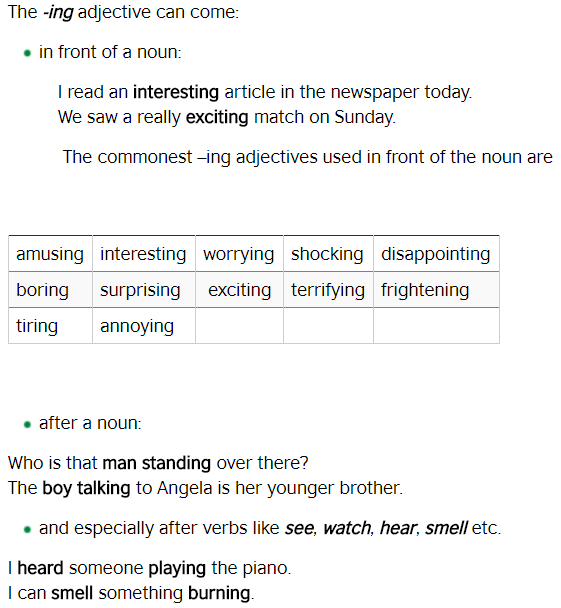 The -ing adjective can come:
• in front of a noun:
I read an interesting article in the newspaper today.
We saw a really exciting match on Sunday.
The commonest –ing adjectives used in front of the noun are
amusing interesting worrying shocking disappointing
boring surprising exciting terrifying frightening
tiring annoying
• after a noun:
Who is that man standing over there?
The boy talking to Angela is her younger brother.
• and especially after verbs like see, watch, hear, smell etc.
I heard someone playing the piano.
I can smell something burning.